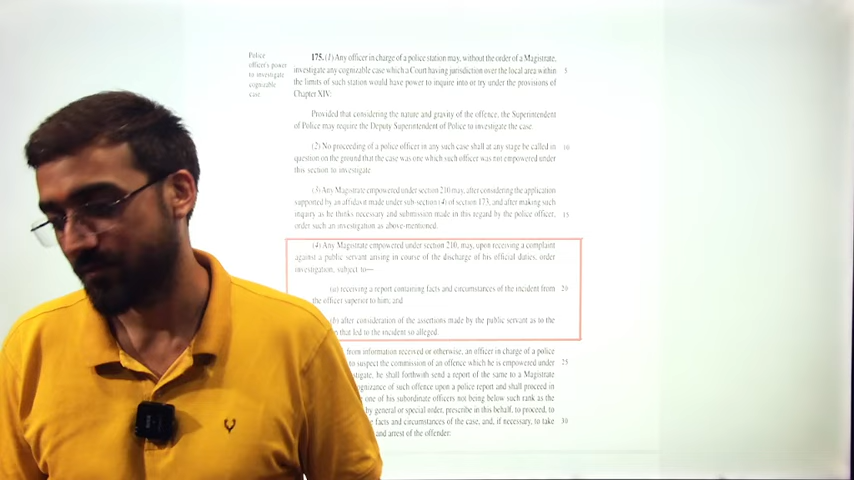 Police
officer's power
to investigate
cognizable
case.
175. (1) Any officer in charge of a police station may, without the order of a Magistrate,
investigate any cognizable case which a Court having jurisdiction over the local area within
the limits of such station would have power to inquire into or try under the provisions of
Chapter XIV:
5
Provided that considering the nature and gravity of the offence, the Superintendent
of Police may require the Deputy Superintendent of Police to investigate the case.
(2) No proceeding of a police officer in any such case shall at any stage be called in
question on the ground that the case was one which such officer was not empowered under
this section to investigate.
10
(3) Any Magistrate empowered under section 210 may, after considering the application
supported by an affidavit made under sub-section (4) of section 173, and after making such
inquiry as he thinks necessary and submission made in this regard by the police officer,
order such an investigation as above-mentioned.
15
(4) Any Magistrate empowered under section 210, may, upon receiving a complaint
against a public servant arising in course of the discharge of his official duties, order
investigation, subject to—
(a) receiving a report containing facts and circumstances of the incident from
the officer superior to him; and
20
(b) after consideration of the assertions made by the public servant as to the
that led to the incident so alleged.
from information received or otherwise, an officer in charge of a police
to suspect the commission of an offence which he is empowered under
he shall forthwith send a report of the same to a Magistrate
of such offence upon a police report and shall proceed in
one of his subordinate officers not being below such rank as the
by general or special order, prescribe in this behalf, to proceed, to
facts and circumstances of the case, and, if necessary, to take
and arrest of the offender:
25
30